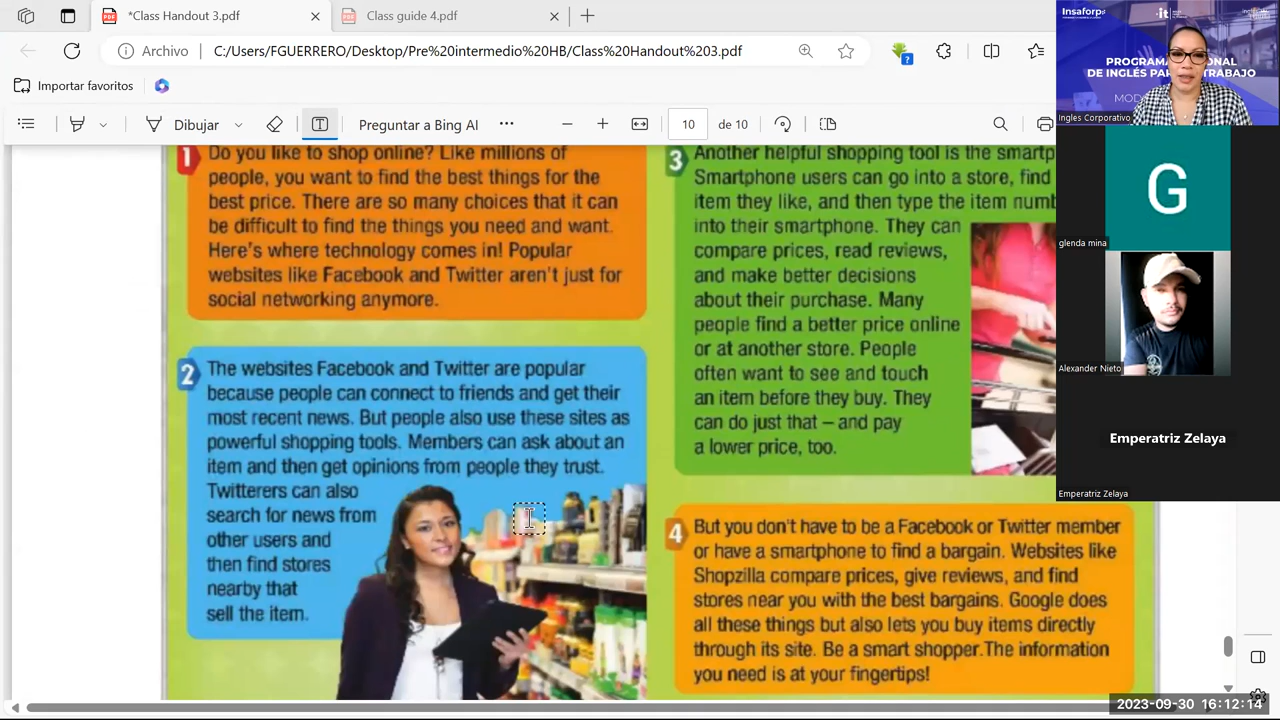 *Class Handout 3.pdf
Class guide 4.pdf
Archivo
C:/Users/FGUERRERO/Desktop/Pre%20intermedio%20HB/Class%20Handout%203.pdf
Importar favoritos
Dibujar
Preguntar a Bing AI
10
de 10
1
Do you like to shop online? Like millions of
people, you want to find the best things for the
best price. There are so many choices that it can
be difficult to find the things you need and want.
Here's where technology comes in! Popular
websites like Facebook and Twitter aren't just for
social networking anymore.
2
The websites Facebook and Twitter are popular
because people can connect to friends and get their
most recent news. But people also use these sites as
powerful shopping tools. Members can ask about an
item and then get opinions from people they trust.
Twitterers can also
search for news from
other users and
then find stores
nearby that
sell the item.
3
Another helpful shopping tool is the smartp
Smartphone users can go into a store, find
item they like, and then type the item numb
into their smartphone. They can
compare prices, read reviews,
and make better decisions
about their purchase. Many
people find a better price online
or at another store. People
often want to see and touch
an item before they buy. They
can do just that – and pay
a lower price, too.
4
But you don't have to be a Facebook or Twitter member
or have a smartphone to find a bargain. Websites like
Shopzilla compare prices, give reviews, and find
stores near you with the best bargains. Google does
all these things but also lets you buy items directly
through its site. Be a smart shopper.The information
you need is at your fingertips!
Insaforp
it
PROGRAMA
ONAL
DE INGLÉS PAR
TRABAJO
MOD
Ingles Corporativo
G
glenda mina
Alexander Nieto
Emperatriz Zelaya
Emperatriz Zelaya
2023-09-30 16:12:14